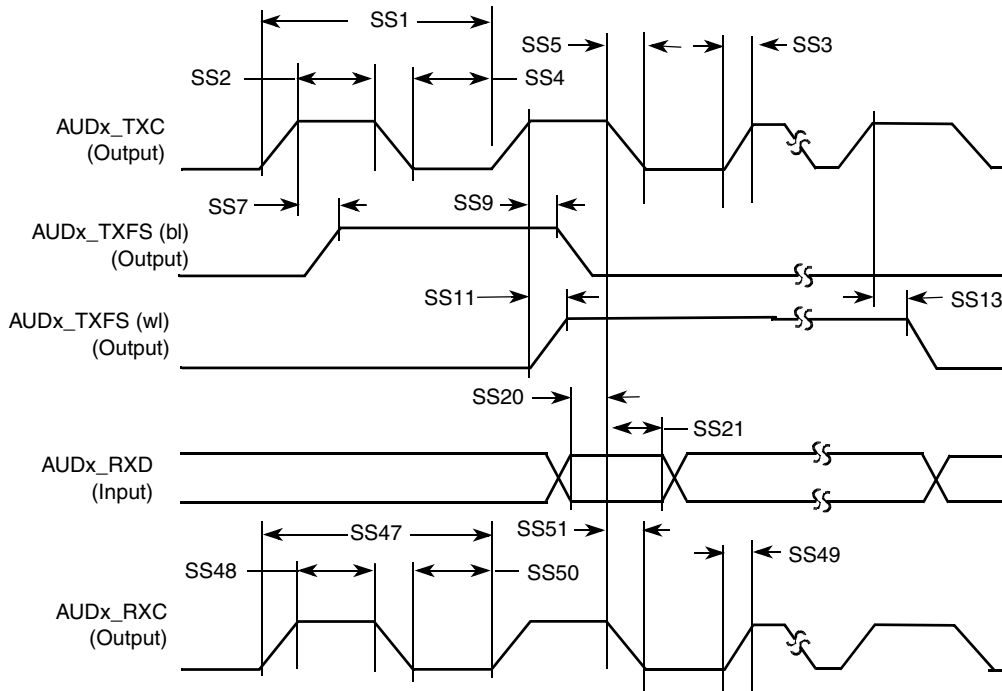 SS1
SS5
SS3
SS2
SS4
AUDx_TXC
(Output)
SS7
SS9
AUDx_TXFS (bl)
(Output)
SS11
SS13
AUDx_TXFS (wl)
(Output)
SS20
SS21
AUDx_RXD
(Input)
SS47
SS51
SS49
SS48
SS50
AUDx_RXC
(Output)